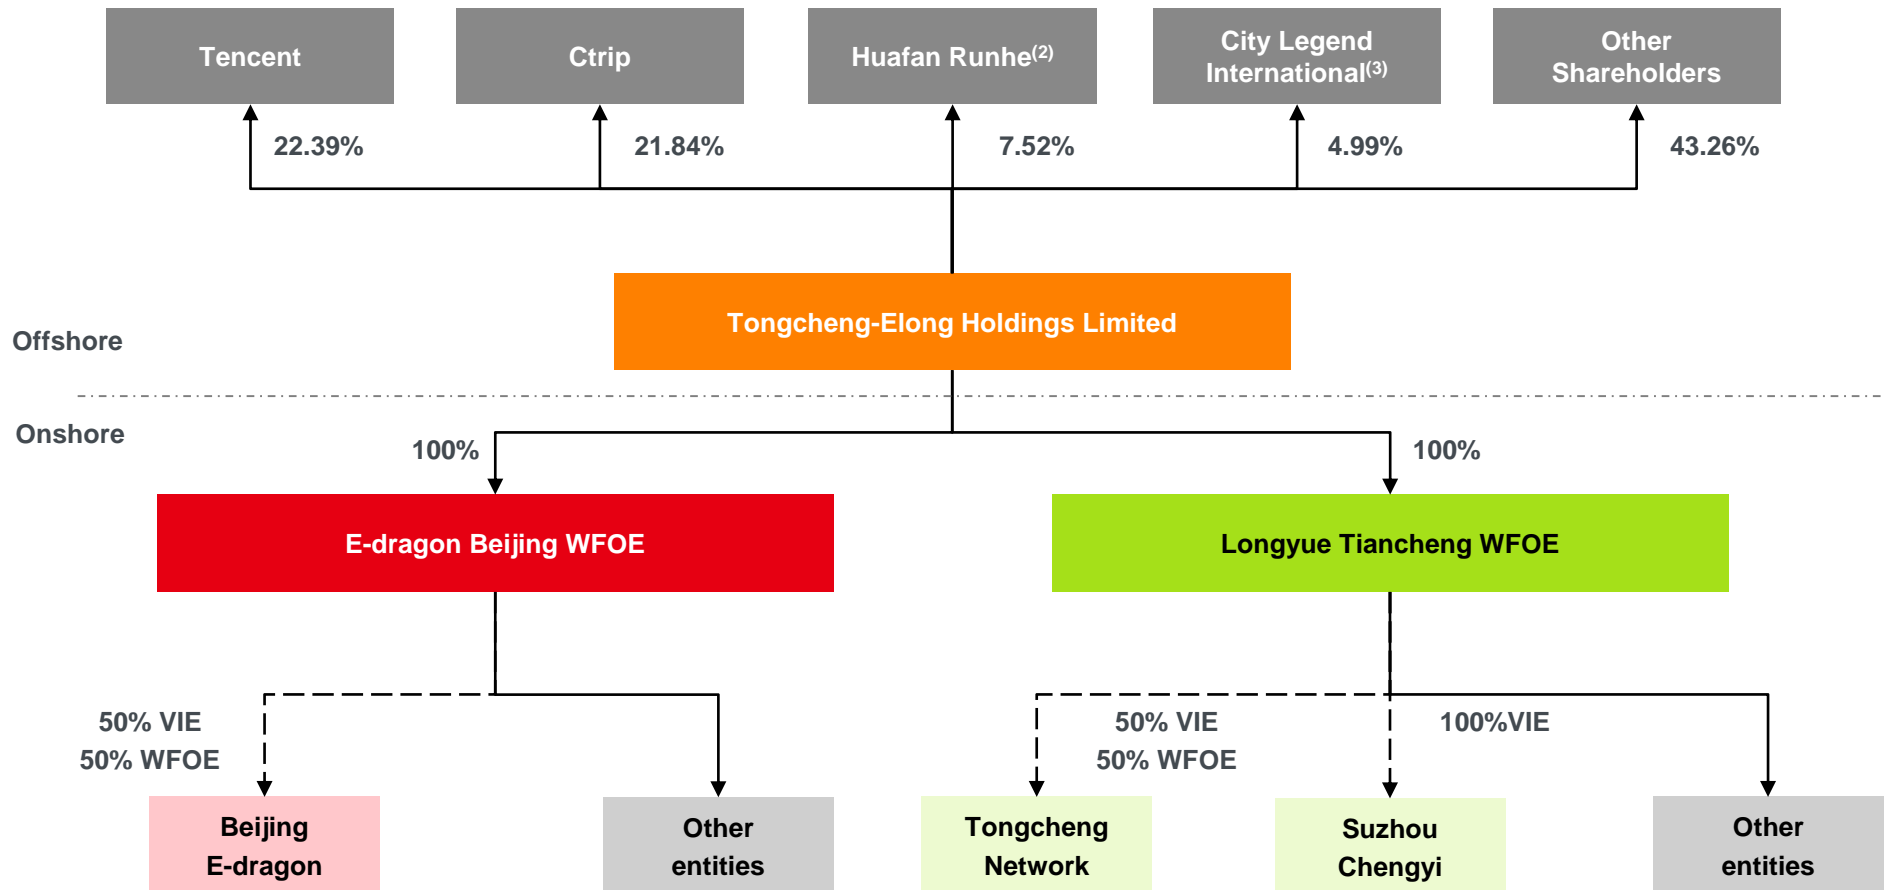 Tencent
Ctrip
Huafan Runhe(2)
City Legend
International(3)
Other
Shareholders
22.39%
21.84%
7.52%
4.99%
43.26%
Tongcheng-Elong Holdings Limited
Offshore
Onshore
100%
100%
E-dragon Beijing WFOE
Longyue Tiancheng WFOE
50% VIE
50% WFOE
50% VIE
50% WFOE
100%VIE
Beijing
E-dragon
Other
entities
Tongcheng
Network
Suzhou
Chengyi
Other
entities